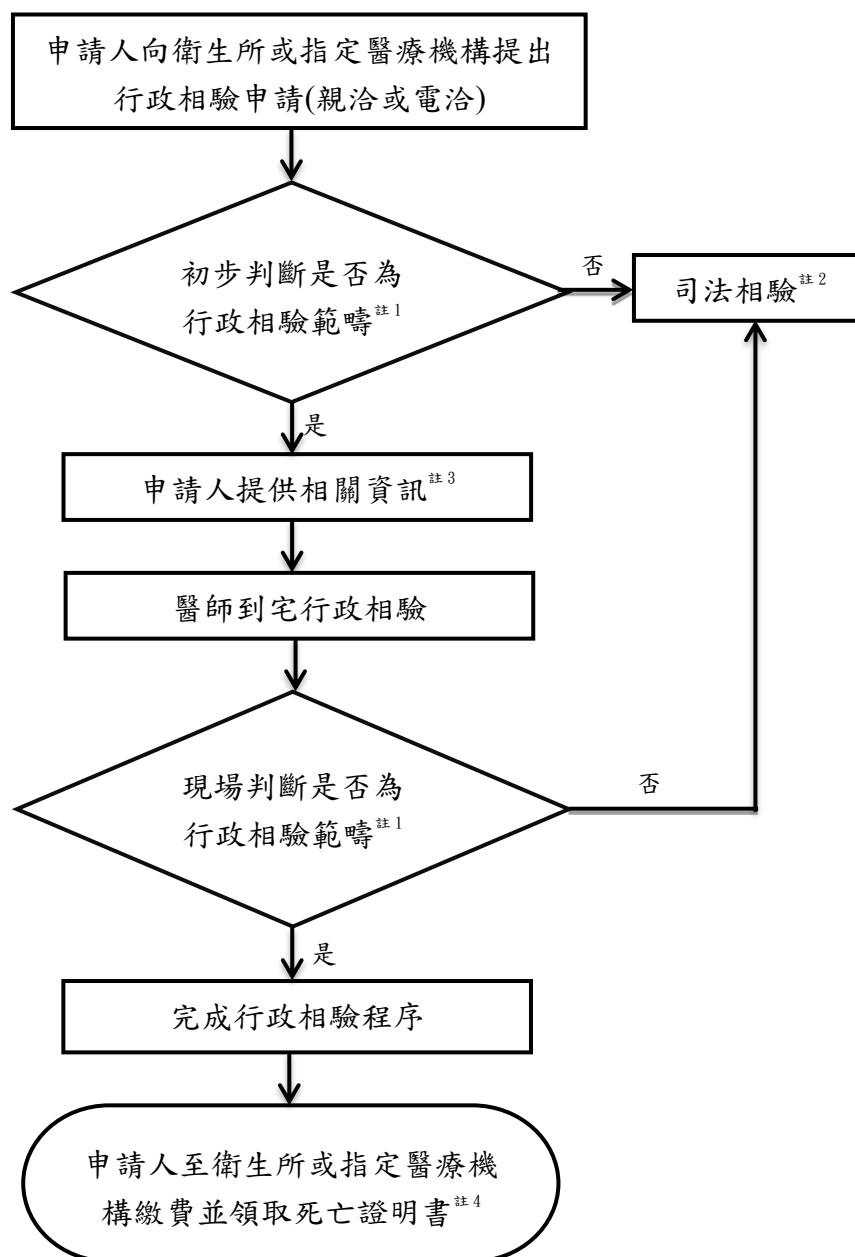 申請人向衛生所或指定醫療機構提出
行政相驗申請(親洽或電洽)
初步判斷是否為
行政相驗範疇註1
否
司法相驗註2
是
申請人提供相關資訊註3
醫師到宅行政相驗
現場判斷是否為
行政相驗範疇註1
否
是
完成行政相驗程序
申請人至衛生所或指定醫療機
構繳費並領取死亡證明書註4